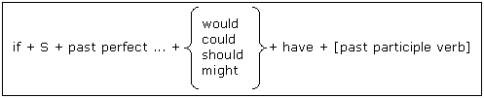 would
could
if + S + past perfect ... + + have + [past participle verb]
should
might